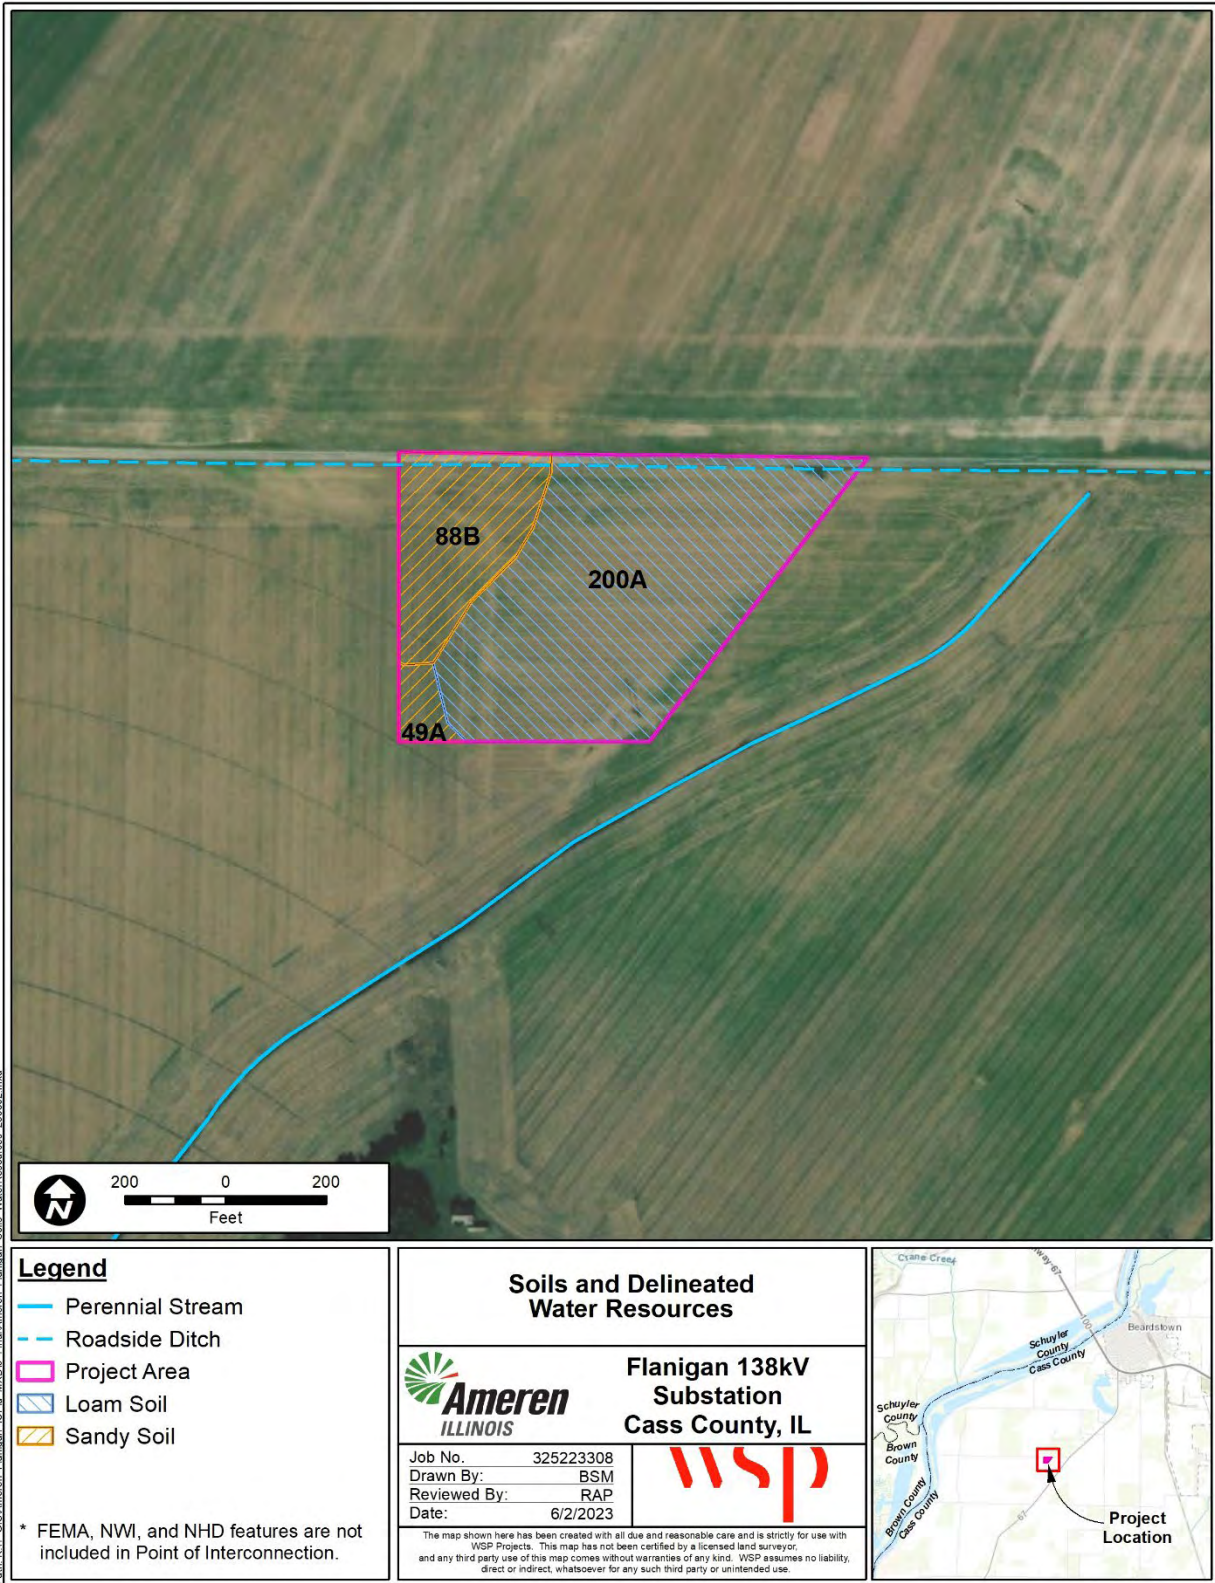 88B
200A
49A
N
200 0 200
Feet
Legend
Perennial Stream
Roadside Ditch
Project Area
Loam Soil
Sandy Soil
* FEMA, NWI, and NHD features are not
included in Point of Interconnection.
Soils and Delineated
Water Resources
Ameren
ILLINOIS
Flanigan 138kV
Substation
Cass County, IL
Job No. 325223308
Drawn By: BSM
Reviewed By: RAP
Date: 6/2/2023
wsp
The map shown here has been created with all due and reasonable care and is strictly for use with
WSP Projects. This map has not been certified by a licensed land surveyor,
and any third party use of this map comes without warranties of any kind. WSP assumes no liability,
direct or indirect, whatsoever for any such third party or unintended use.
Crane Creek
100
Beardstown
Schuyler
County
Cass County
Schuyler
County
Brown
County
Brown County
Cass County
67
Project
Location